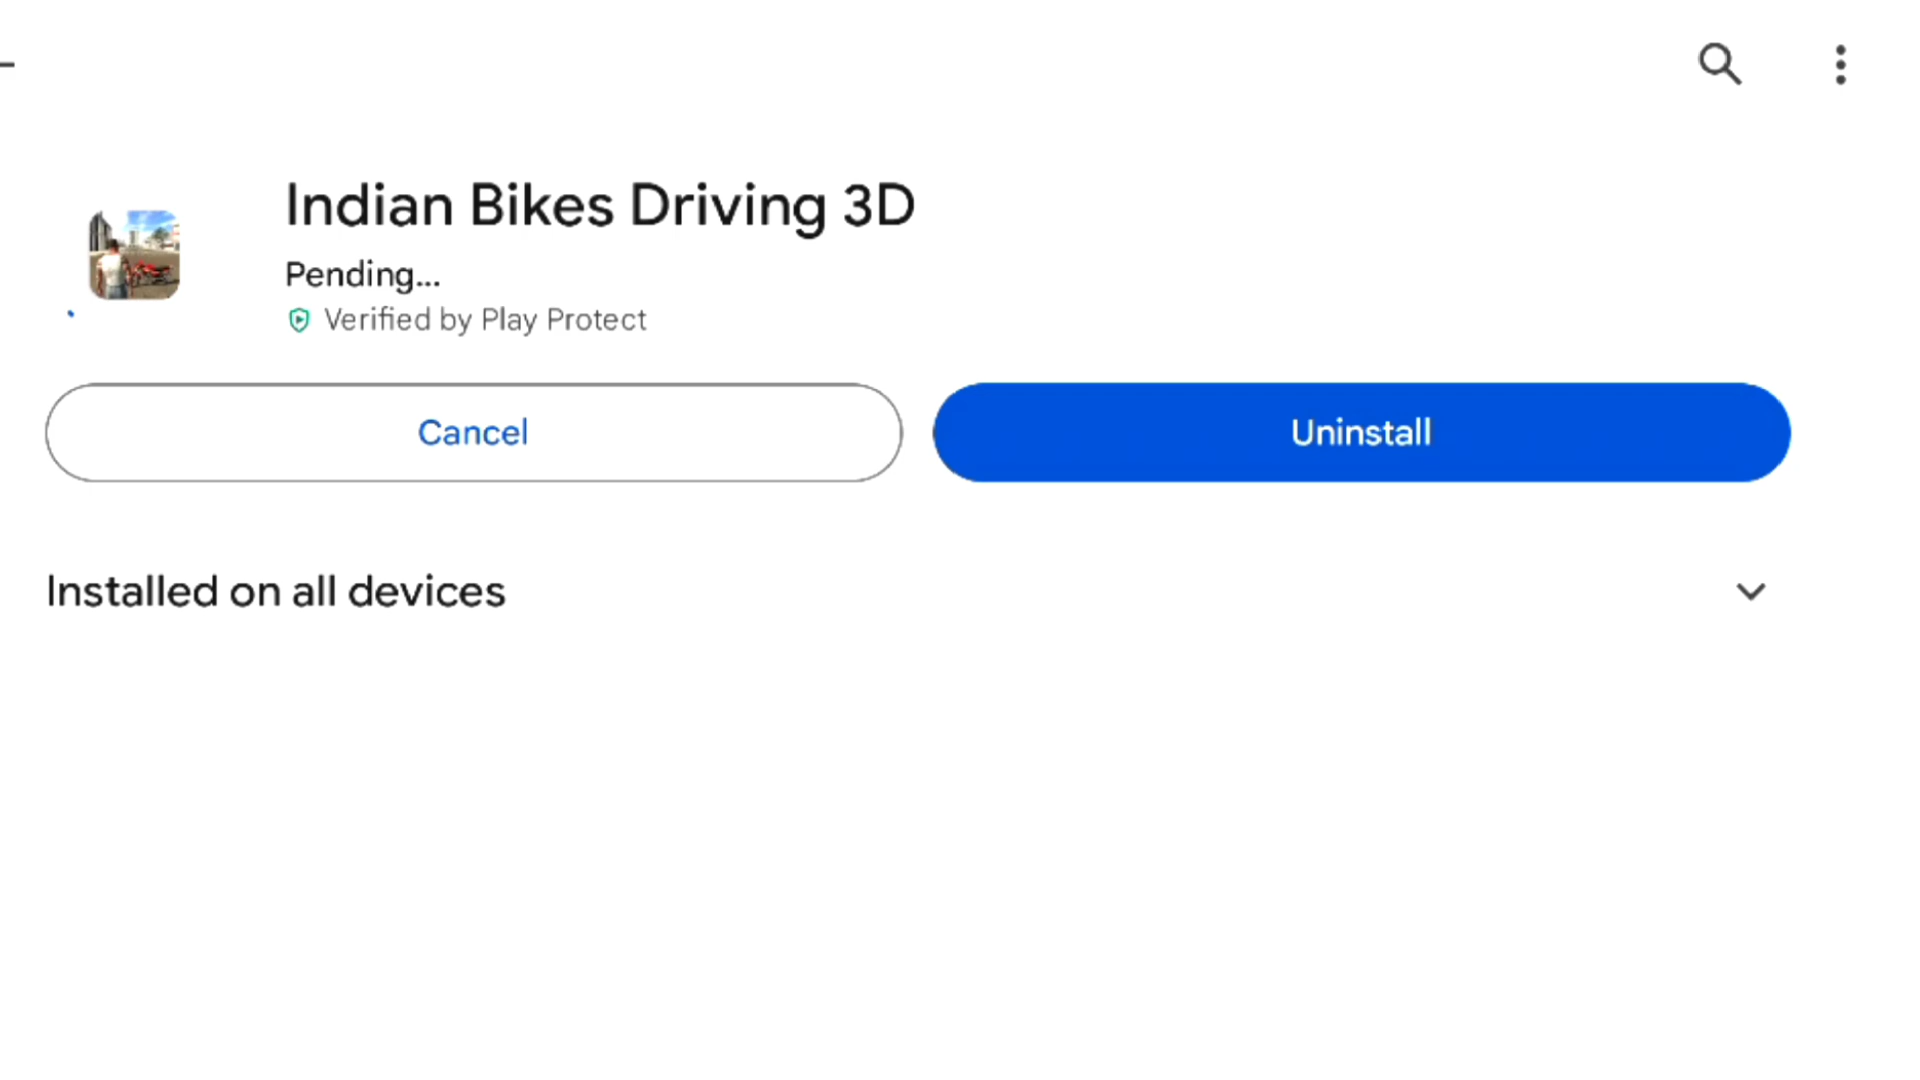 Indian Bikes Driving 3D
Pending...
Verified by Play Protect
Cancel
Uninstall
Installed on all devices